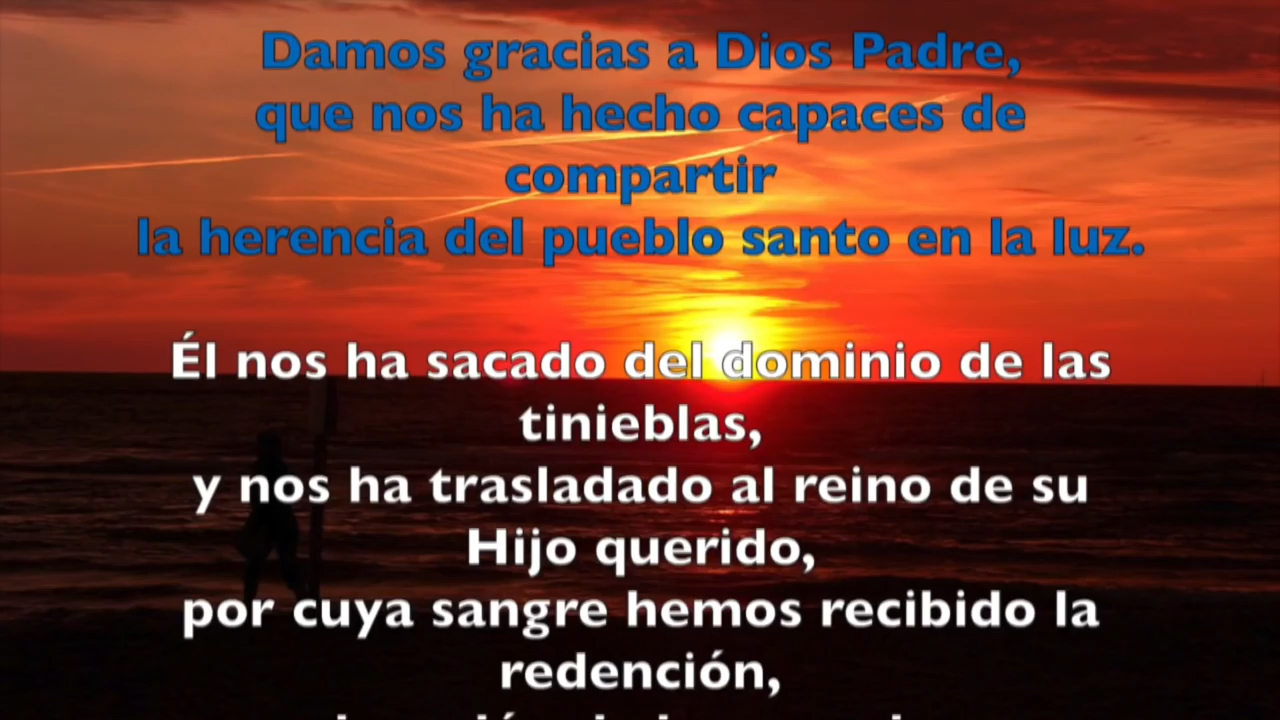 Damos gracias a Dios Padre,
que nos ha hecho capaces de
compartir
la herencia del pueblo santo en la luz.
Él nos ha sacado del dominio de las
tinieblas,
y nos ha trasladado al reino de su
Hijo querido,
por cuya sangre hemos recibido la
redención,